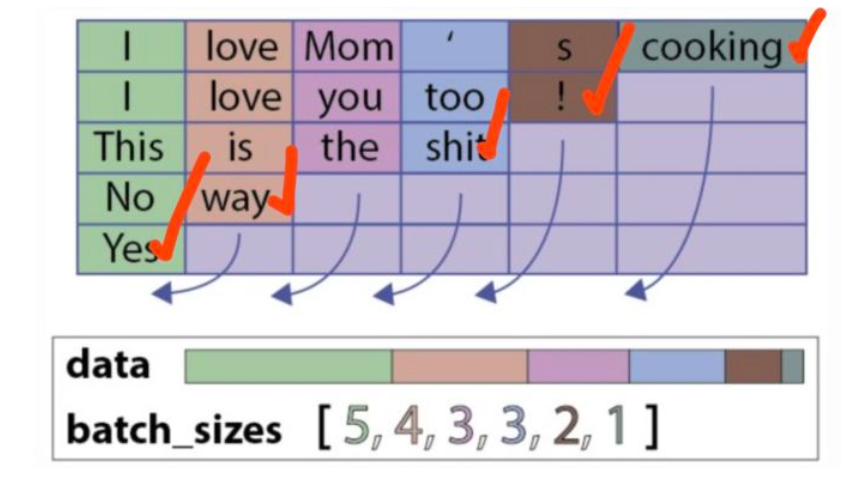 I love Mom ‘ s cooking
I love you too !
This is the shit
No way
Yes
data
batch_sizes [ 5, 4, 3, 3, 2, 1 ]